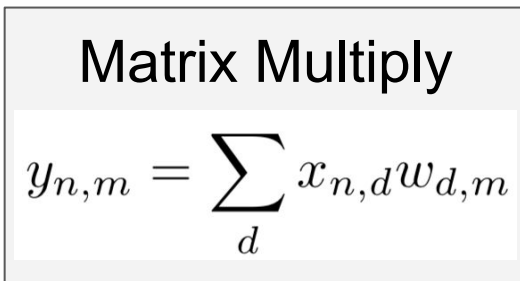 Matrix Multiply
y_{n,m} = \sum_{d} x_{n,d} w_{d,m}